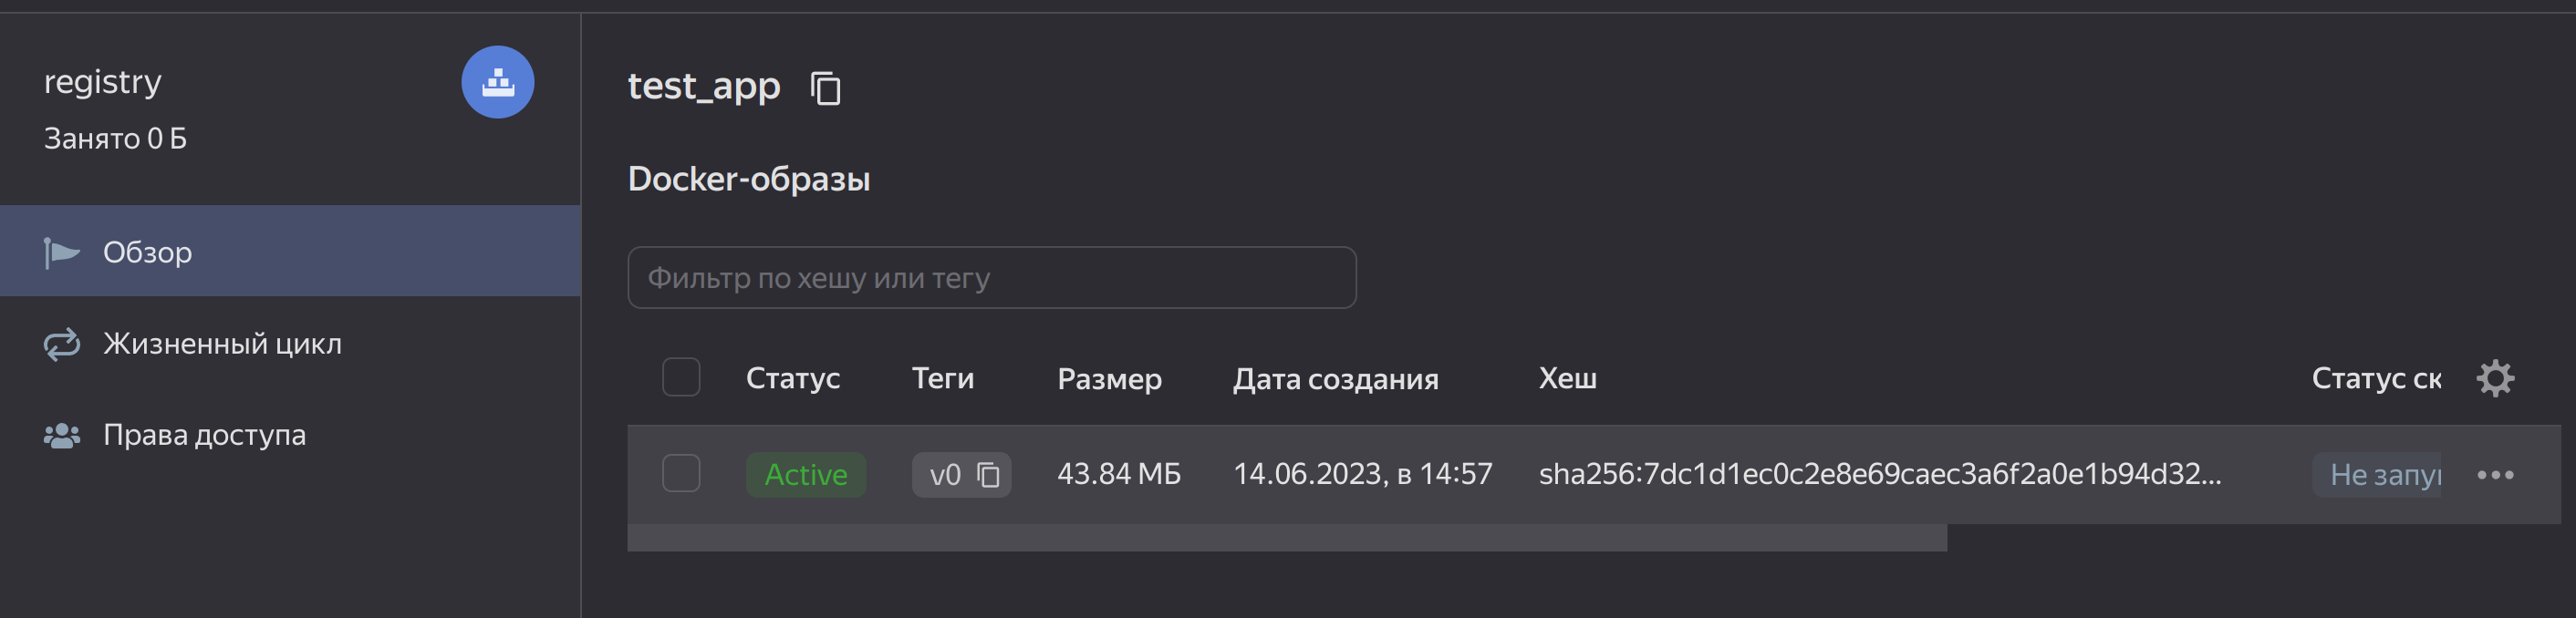 registry
Занято 0 Б
Обзор
Жизненный цикл
Права доступа
test_app
Docker-образы
Фильтр по хешу или тегу
Статус Теги Размер Дата создания Хеш Статус ск
Active v0 43.84 МБ 14.06.2023, в 14:57 sha256:7dc1d1ec0c2e8e69caec3a6f2a0e1b94d32... Не запу